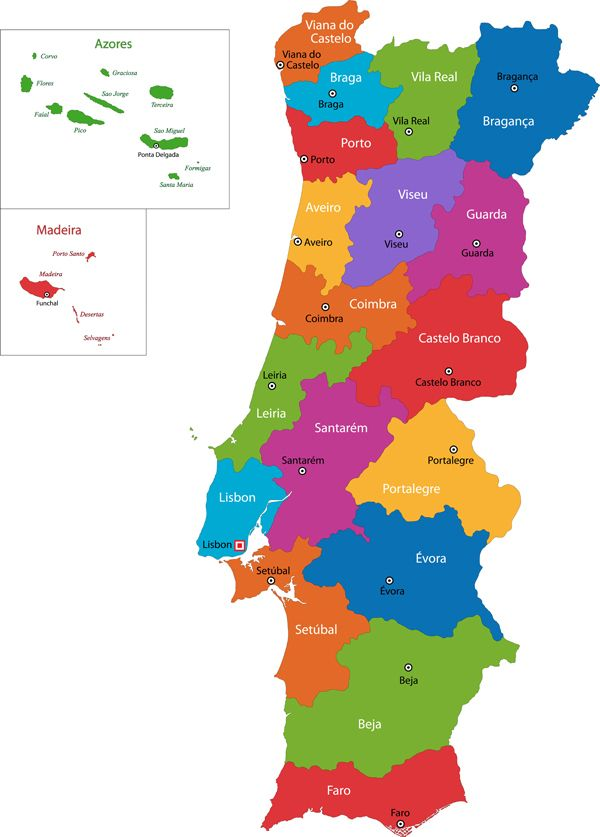 Azores
Corvo
Graciosa
Flores
Sao Jorge
Terceira
Faial
Pico
Sao Miguel
Ponta Delgada
Formigas
Santa Maria
Madeira
Porto Santo
Madeira
Funchal
Desertas
Selvagens
Viana do
Castelo
Viana do
Castelo
Braga
Braga
Vila Real
Vila Real
Bragança
Bragança
Porto
Porto
Aveiro
Aveiro
Viseu
Viseu
Guarda
Guarda
Coimbra
Coimbra
Castelo Branco
Castelo Branco
Leiria
Leiria
Santarém
Santarém
Portalegre
Portalegre
Lisbon
Lisbon
Setúbal
Setúbal
Évora
Évora
Beja
Beja
Faro
Faro